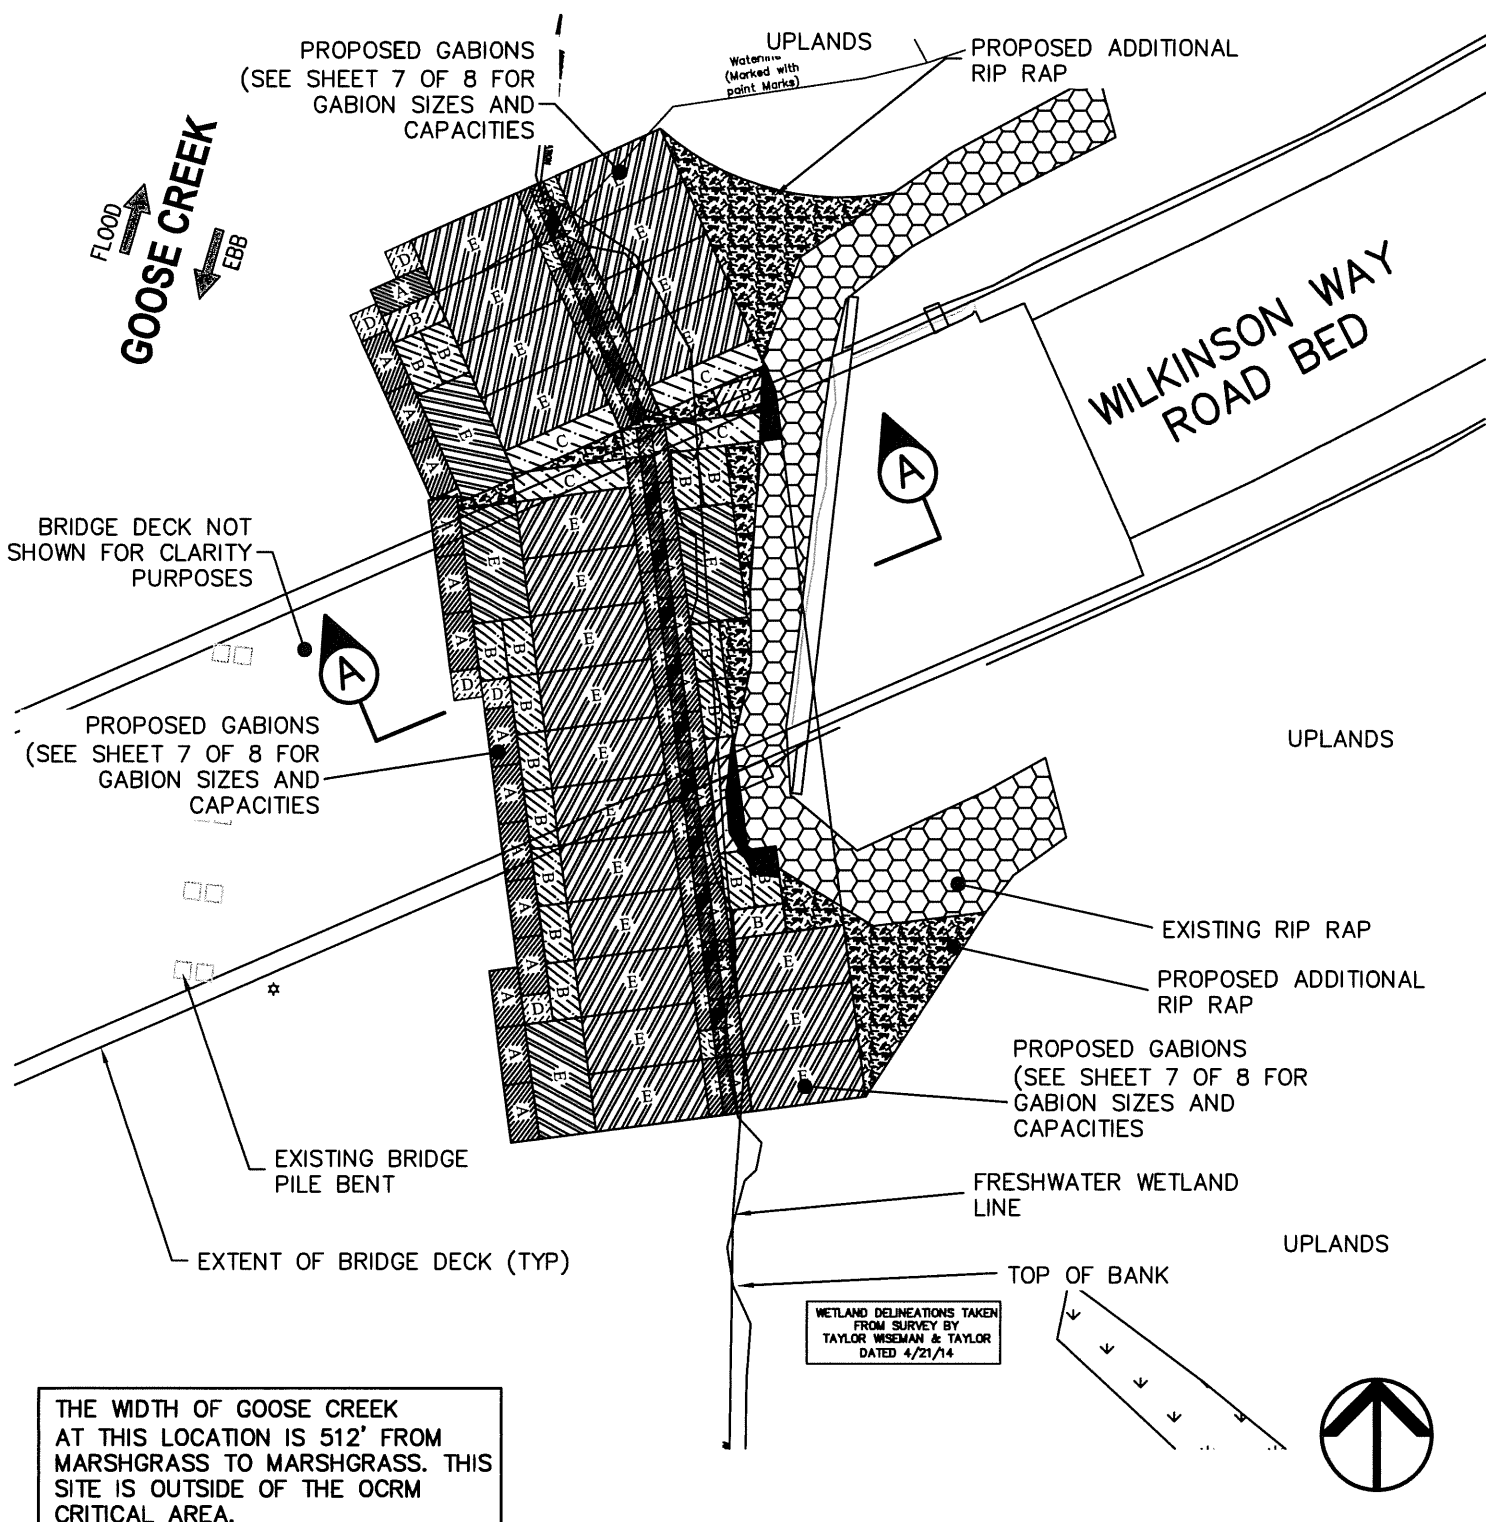 PROPOSED GABIONS
(SEE SHEET 7 OF 8 FOR
GABION SIZES AND
CAPACITIES
UPLANDS
(Marked with
paint Marks)
PROPOSED ADDITIONAL
RIP RAP
FLOOD
GOOSE CREEK
EBB
WILKINSON WAY
ROAD BED
A
BRIDGE DECK NOT
SHOWN FOR CLARITY
PURPOSES
A
PROPOSED GABIONS
(SEE SHEET 7 OF 8 FOR
GABION SIZES AND
CAPACITIES
UPLANDS
EXISTING RIP RAP
PROPOSED ADDITIONAL
RIP RAP
PROPOSED GABIONS
(SEE SHEET 7 OF 8 FOR
GABION SIZES AND
CAPACITIES
EXISTING BRIDGE
PILE BENT
FRESHWATER WETLAND
LINE
EXTENT OF BRIDGE DECK (TYP)
UPLANDS
TOP OF BANK
WETLAND DELINEATIONS TAKEN
FROM SURVEY BY
TAYLOR WISEMAN & TAYLOR
DATED 4/21/14
THE WIDTH OF GOOSE CREEK
AT THIS LOCATION IS 512' FROM
MARSHGRASS TO MARSHGRASS. THIS
SITE IS OUTSIDE OF THE OCRM
CRITICAL AREA.